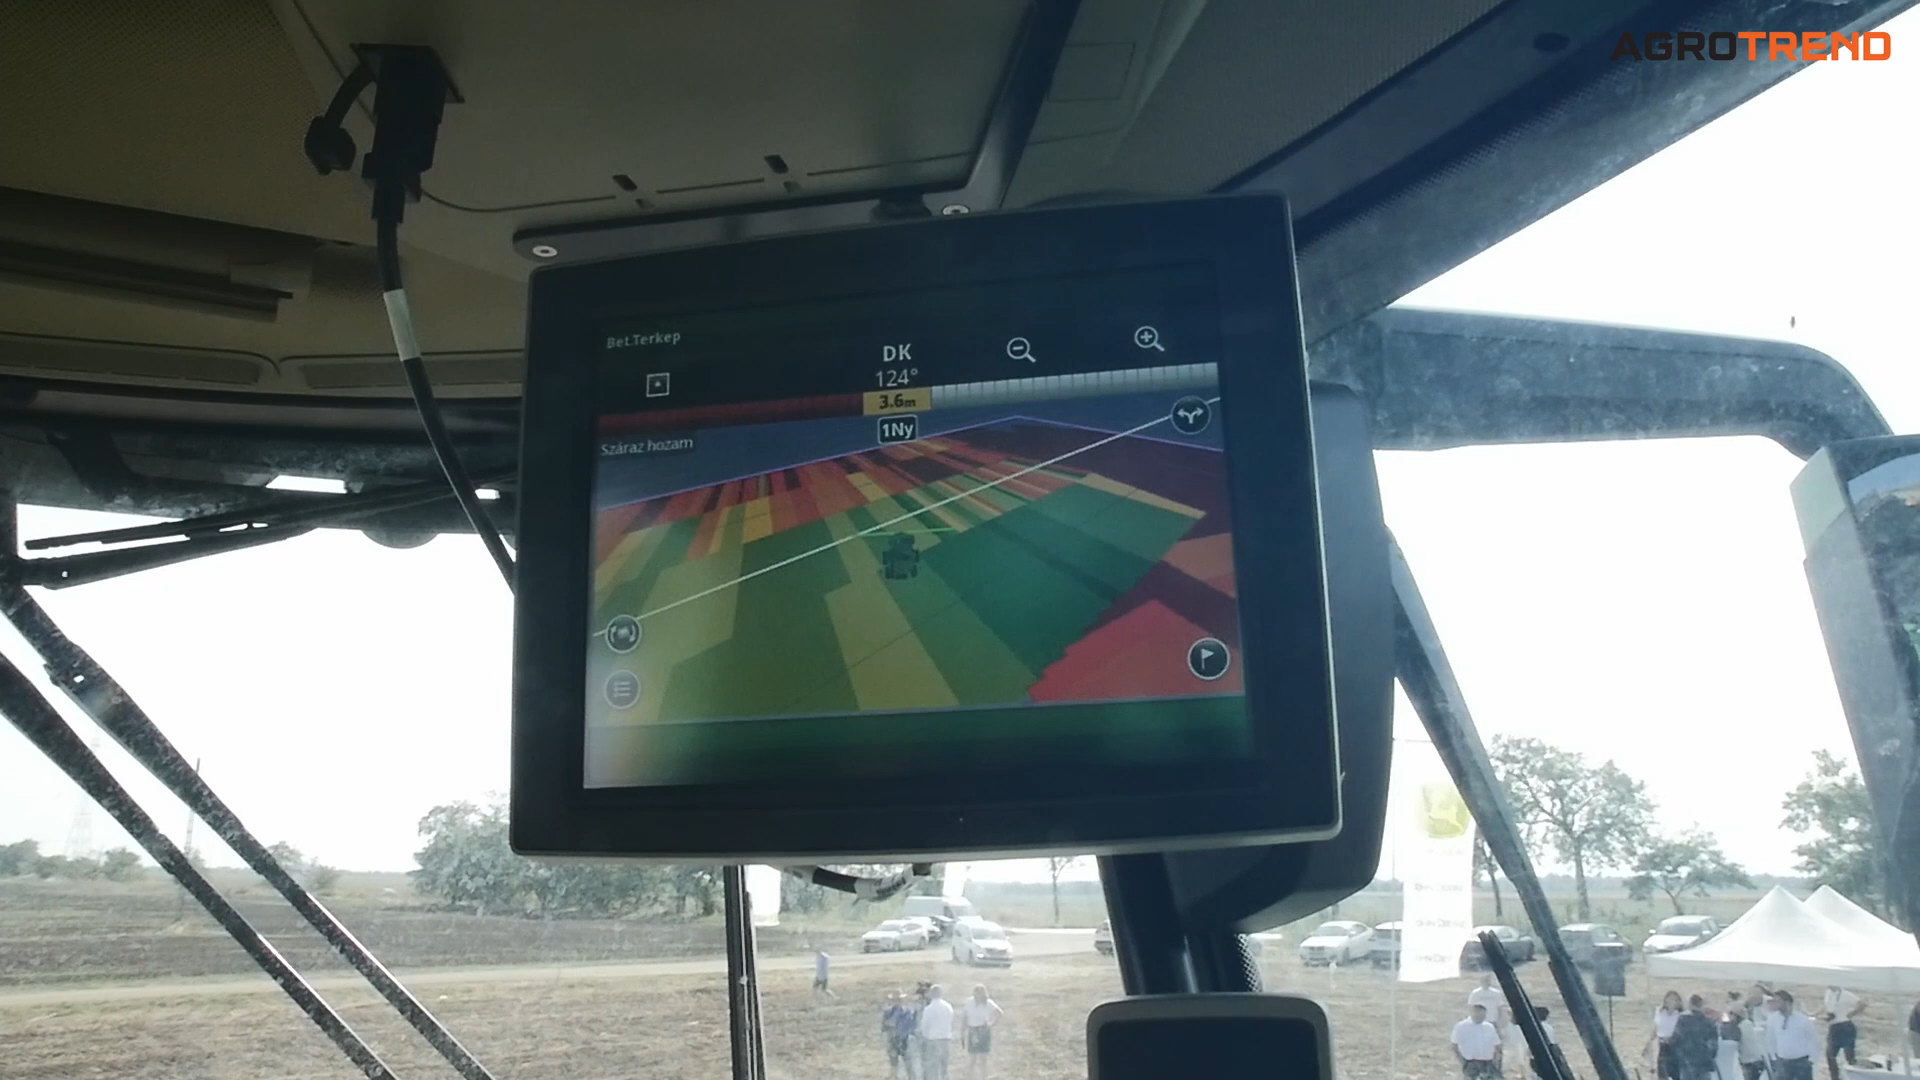 AGROTREND
Bet.Terkep
DK
124°
3.6m
1Ny
Száraz hozam